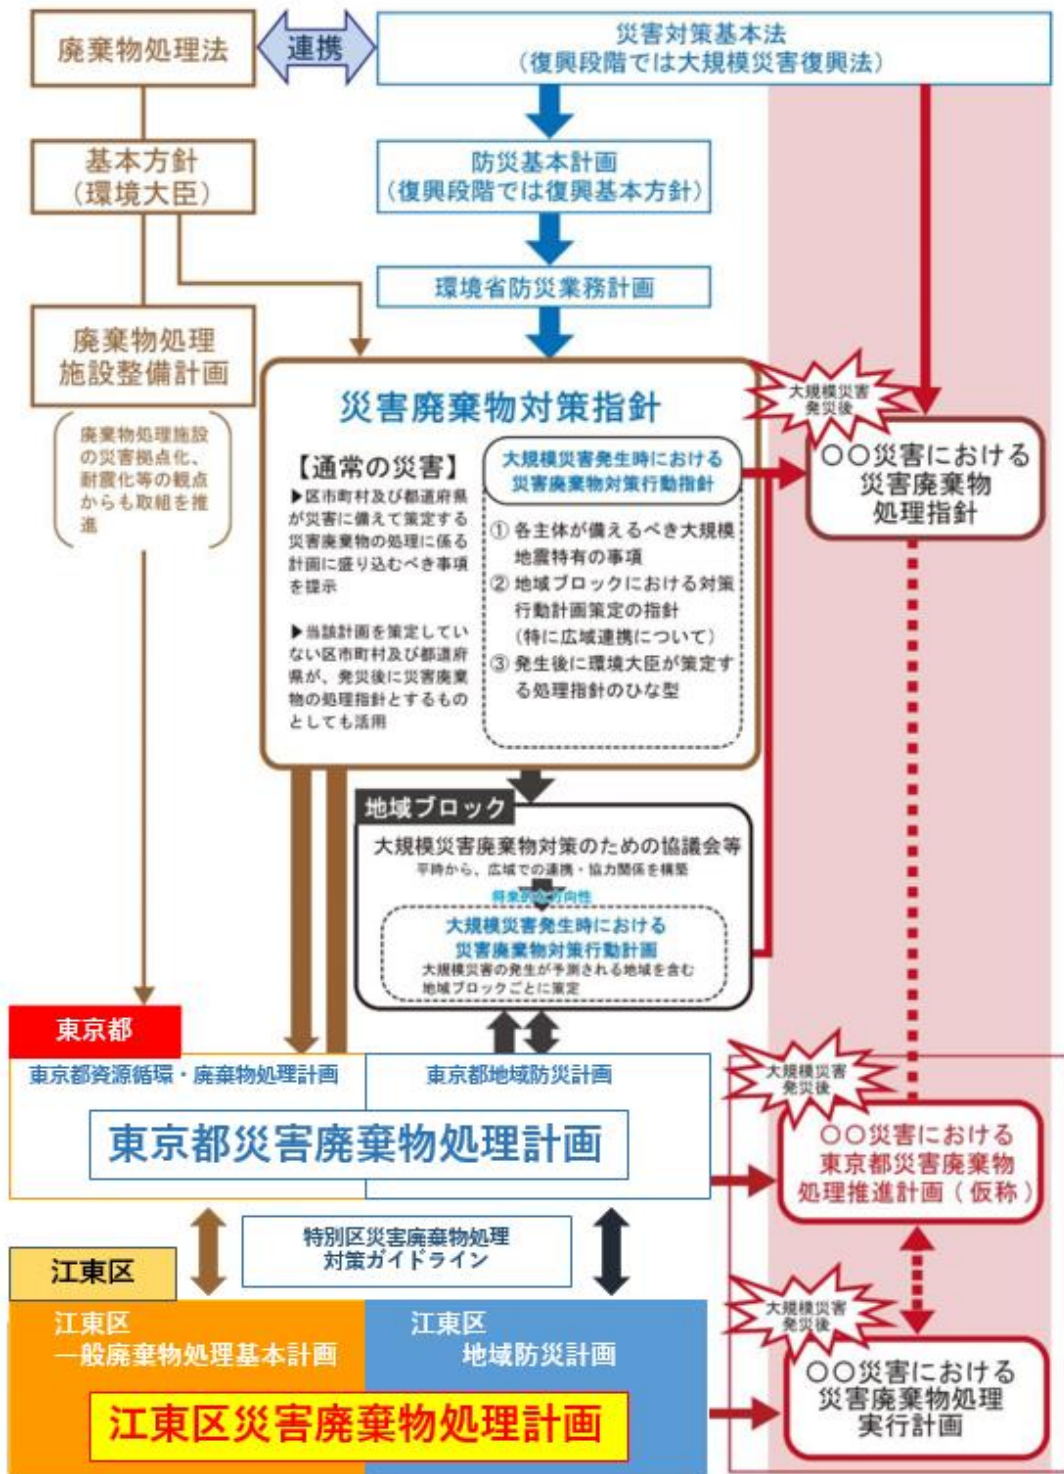 廃棄物処理法
連携
災害対策基本法
(復興段階では大規模災害復興法)
基本方針
(環境大臣)
防災基本計画
(復興段階では復興基本方針)
環境省防災業務計画
廃棄物処理
施設整備計画
廃棄物処理施設
の災害拠点化、
耐震化等の観点
からも取組を推
進
災害廃棄物対策指針
【通常の災害】
▶区市町村及び都道府県
が災害に備えて策定する
災害廃棄物の処理に係る
計画に盛り込むべき事項
を提示
▶当該計画を策定してい
ない区市町村及び都道府
県が、発災後に災害廃棄
物の処理指針とするもの
としても活用
大規模災害発生時における
災害廃棄物対策行動指針
① 各主体が備えるべき大規模
地震特有の事項
② 地域ブロックにおける対策
行動計画策定の指針
(特に広域連携について)
③ 発生後に環境大臣が策定す
る処理指針のひな型
大規模災害
発災後
〇〇災害における
災害廃棄物
処理指針
地域ブロック
大規模災害廃棄物対策のための協議会等
平時から、広域での連携・協力関係を構築
将来的な方向性
大規模災害発生時における
災害廃棄物対策行動計画
大規模災害の発生が予測される地域を含む
地域ブロックごとに策定
東京都
東京都資源循環・廃棄物処理計画
東京都地域防災計画
東京都災害廃棄物処理計画
大規模災害
発災後
〇〇災害における
東京都災害廃棄物
処理推進計画(仮称)
特別区災害廃棄物処理
対策ガイドライン
江東区
江東区
一般廃棄物処理基本計画
江東区
地域防災計画
江東区災害廃棄物処理計画
大規模災害
発災後
〇〇災害における
災害廃棄物処理
実行計画